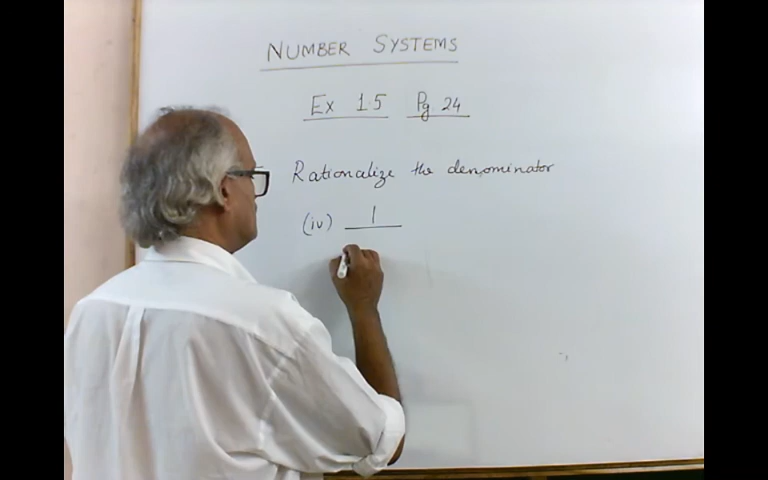 NUMBER SYSTEMS
Ex 1.5 Pg 24
Rationalize the denominator
(iv) 1